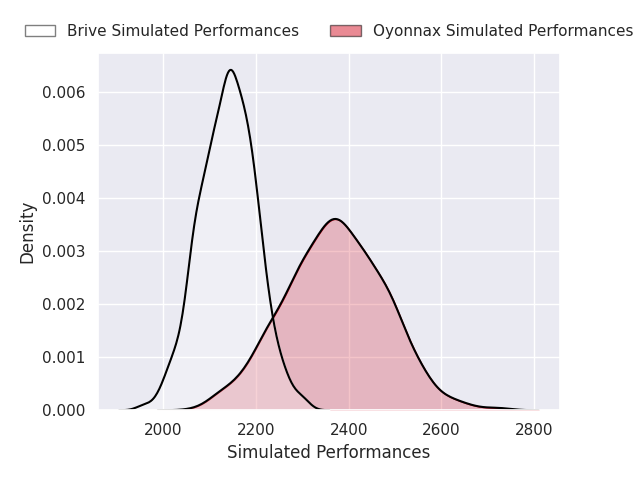 Brive Simulated Performances
Oyonnax Simulated Performances
0.006
0.005
0.004
0.003
0.002
0.001
0.000
Density
2000 2200 2400 2600 2800
Simulated Performances